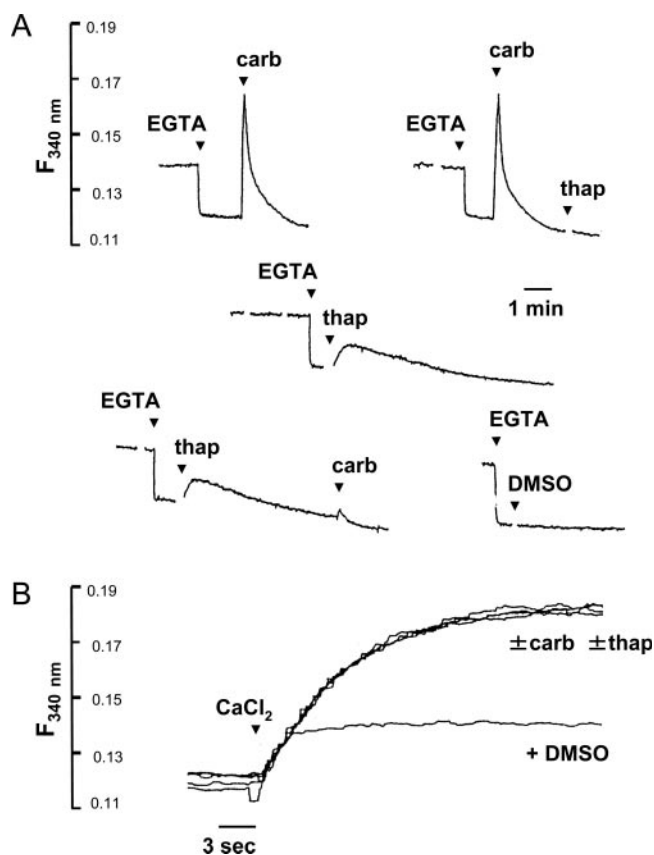 A
0.19
0.17
0.15
0.13
0.11
F340 nm
EGTA
carb
EGTA
carb
thap
EGTA
thap
1 min
EGTA
thap
carb
EGTA
DMSO
B
0.19
0.17
0.15
0.13
0.11
F340 nm
CaCl2
±carb ±thap
+ DMSO
3 sec